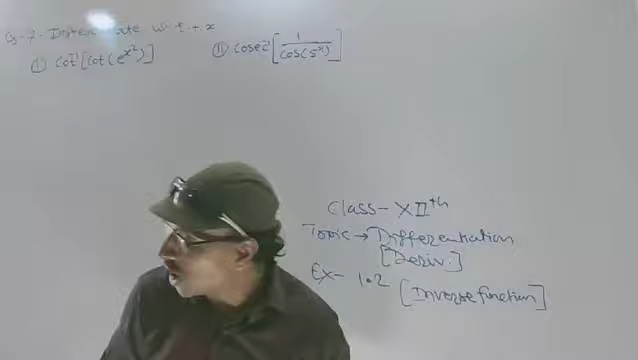 Q-7- Differentiate w.r.t. x
(I) cot⁻¹[cot(e^x²)] (II) cosec⁻¹[1/cos(5^x)]
Class- XIIth
Topic → Differentiation
[Deriv.]
Ex- 1.2 [Inverse function]